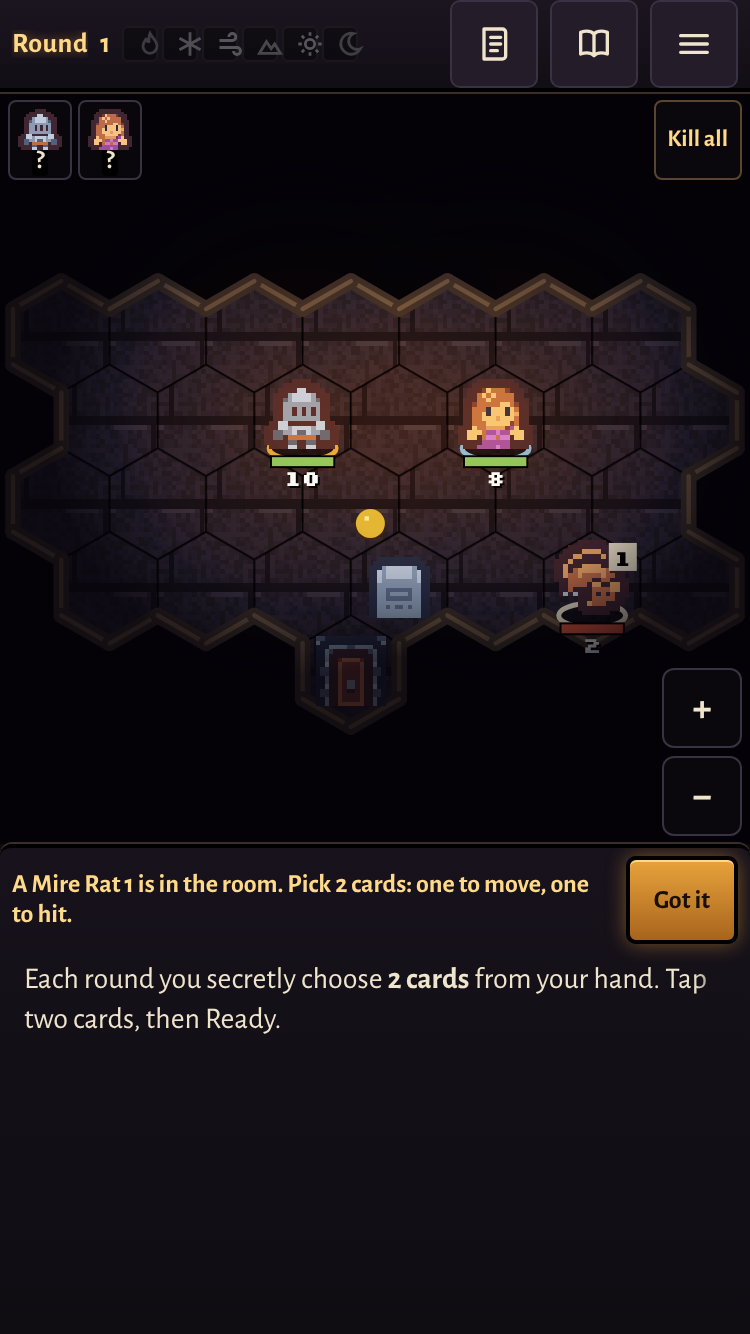 Round 1
?
?
Kill all
10
8
1
2
+
−
A Mire Rat 1 is in the room. Pick 2 cards: one to move, one
to hit.
Got it
Each round you secretly choose 2 cards from your hand. Tap
two cards, then Ready.